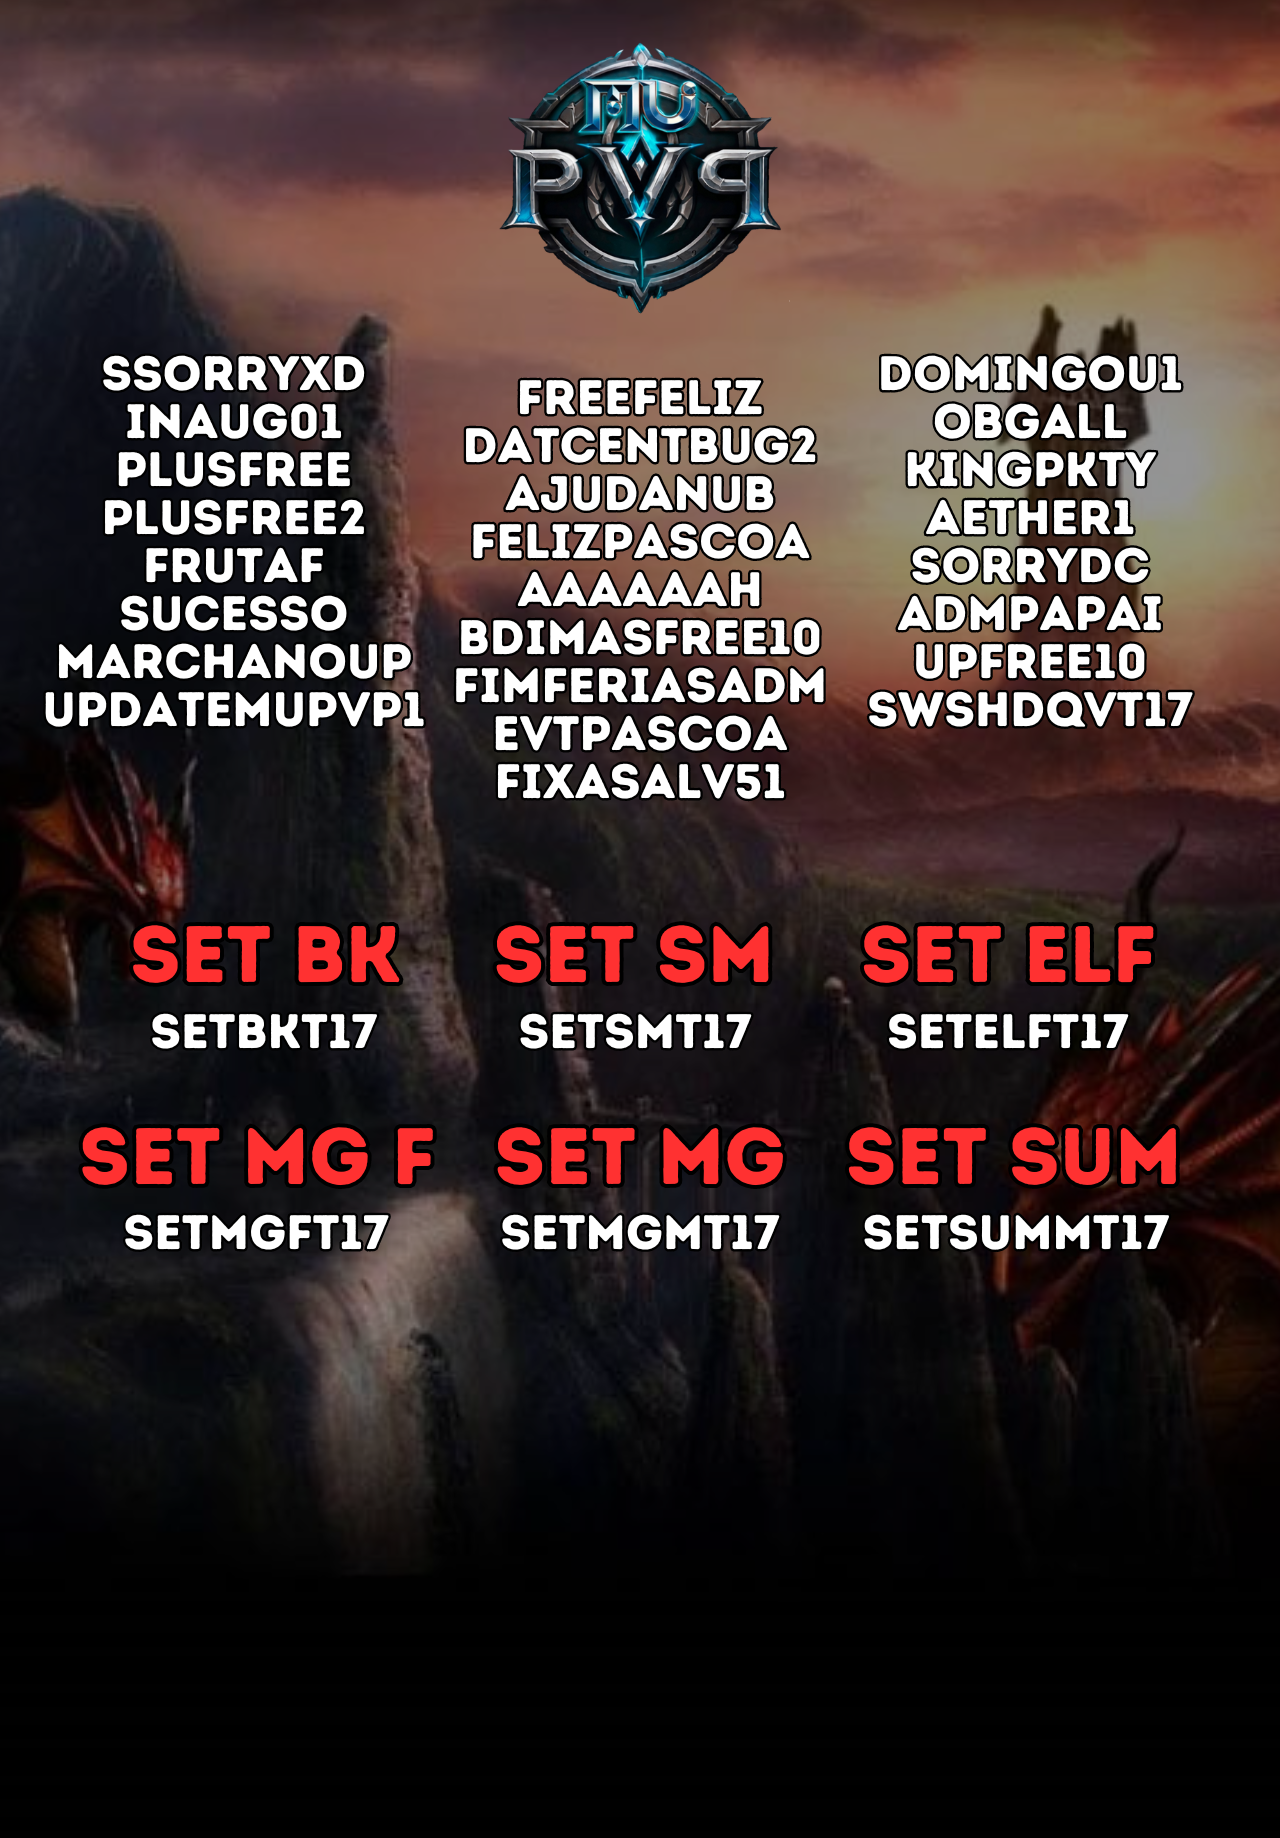 MU
PVP
SSORRYXD
INAUG01
PLUSFREE
PLUSFREE2
FRUTAF
SUCESSO
MARCHANOUP
UPDATEMUPVP1
FREEFELIZ
DATCENTBUG2
AJUDANUB
FELIZPASCOA
AAAAAAH
BDIMASFREE10
FIMFERIASADM
EVTPASCOA
FIXASALV51
DOMINGOU1
OBGALL
KINGPKTY
AETHER1
SORRYDC
ADMPAPAI
UPFREE10
SWSHDQVT17
SET BK
SETBKT17
SET SM
SETSMT17
SET ELF
SETELFT17
SET MG F
SETMGFT17
SET MG
SETMGMT17
SET SUM
SETSUMMT17